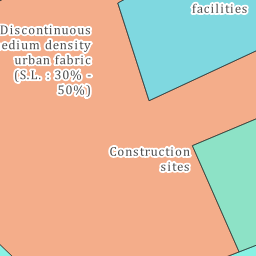 facilities
Discontinuous
edium density
urban fabric
(S.L. : 30% -
50%)
Construction
sites